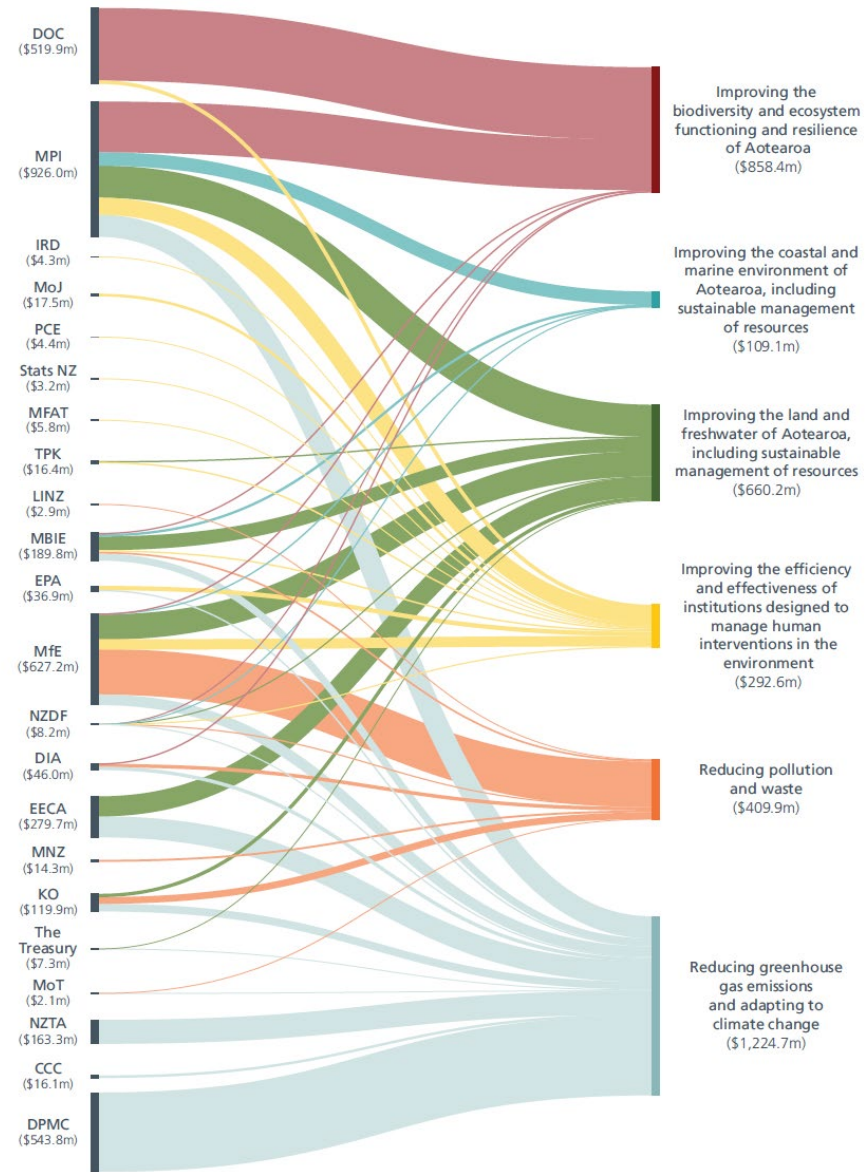 DOC
($519.9m)
MPI
($926.0m)
IRD
($4.3m)
MoJ
($17.5m)
PCE
($4.4m)
Stats NZ
($3.2m)
MFAT
($5.8m)
TPK
($16.4m)
LINZ
($2.9m)
MBIE
($189.8m)
EPA
($36.9m)
MfE
($627.2m)
NZDF
($8.2m)
DIA
($46.0m)
EECA
($279.7m)
MNZ
($14.3m)
KO
($119.9m)
The
Treasury
($7.3m)
MoT
($2.1m)
NZTA
($163.3m)
CCC
($16.1m)
DPMC
($543.8m)
Improving the
biodiversity and ecosystem
functioning and resilience
of Aotearoa
($858.4m)
Improving the coastal and
marine environment of
Aotearoa, including
sustainable management
of resources
($109.1m)
Improving the land and
freshwater of Aotearoa,
including sustainable
management of resources
($660.2m)
Improving the efficiency
and effectiveness of
institutions designed to
manage human
interventions in the
environment
($292.6m)
Reducing pollution
and waste
($409.9m)
Reducing greenhouse
gas emissions
and adapting to
climate change
($1,224.7m)